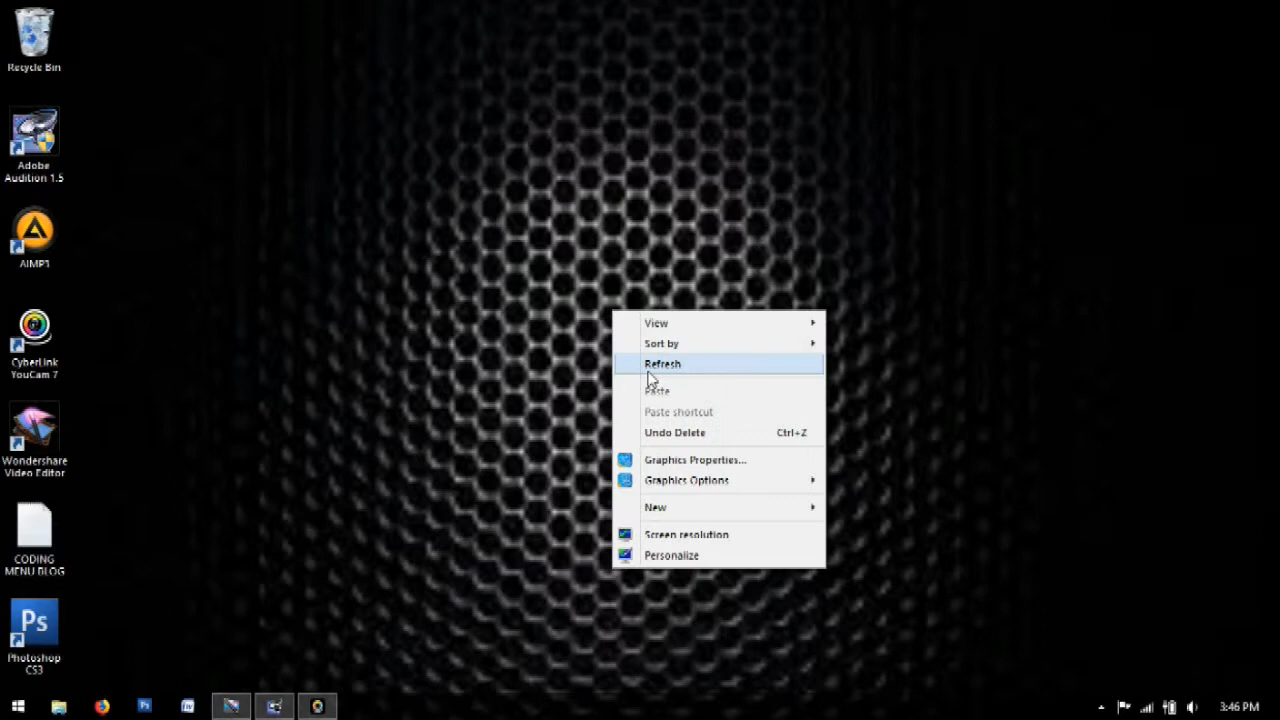 Recycle Bin
Adobe
Audition 1.5
AIMP3
CyberLink
YouCam 7
Wondershare
Video Editor
CODING
MENU BLOG
Ps
Photoshop
CS3
View
Sort by
Refresh
Paste
Paste shortcut
Undo Delete Ctrl+Z
Graphics Properties...
Graphics Options
New
Screen resolution
Personalize
3:46 PM